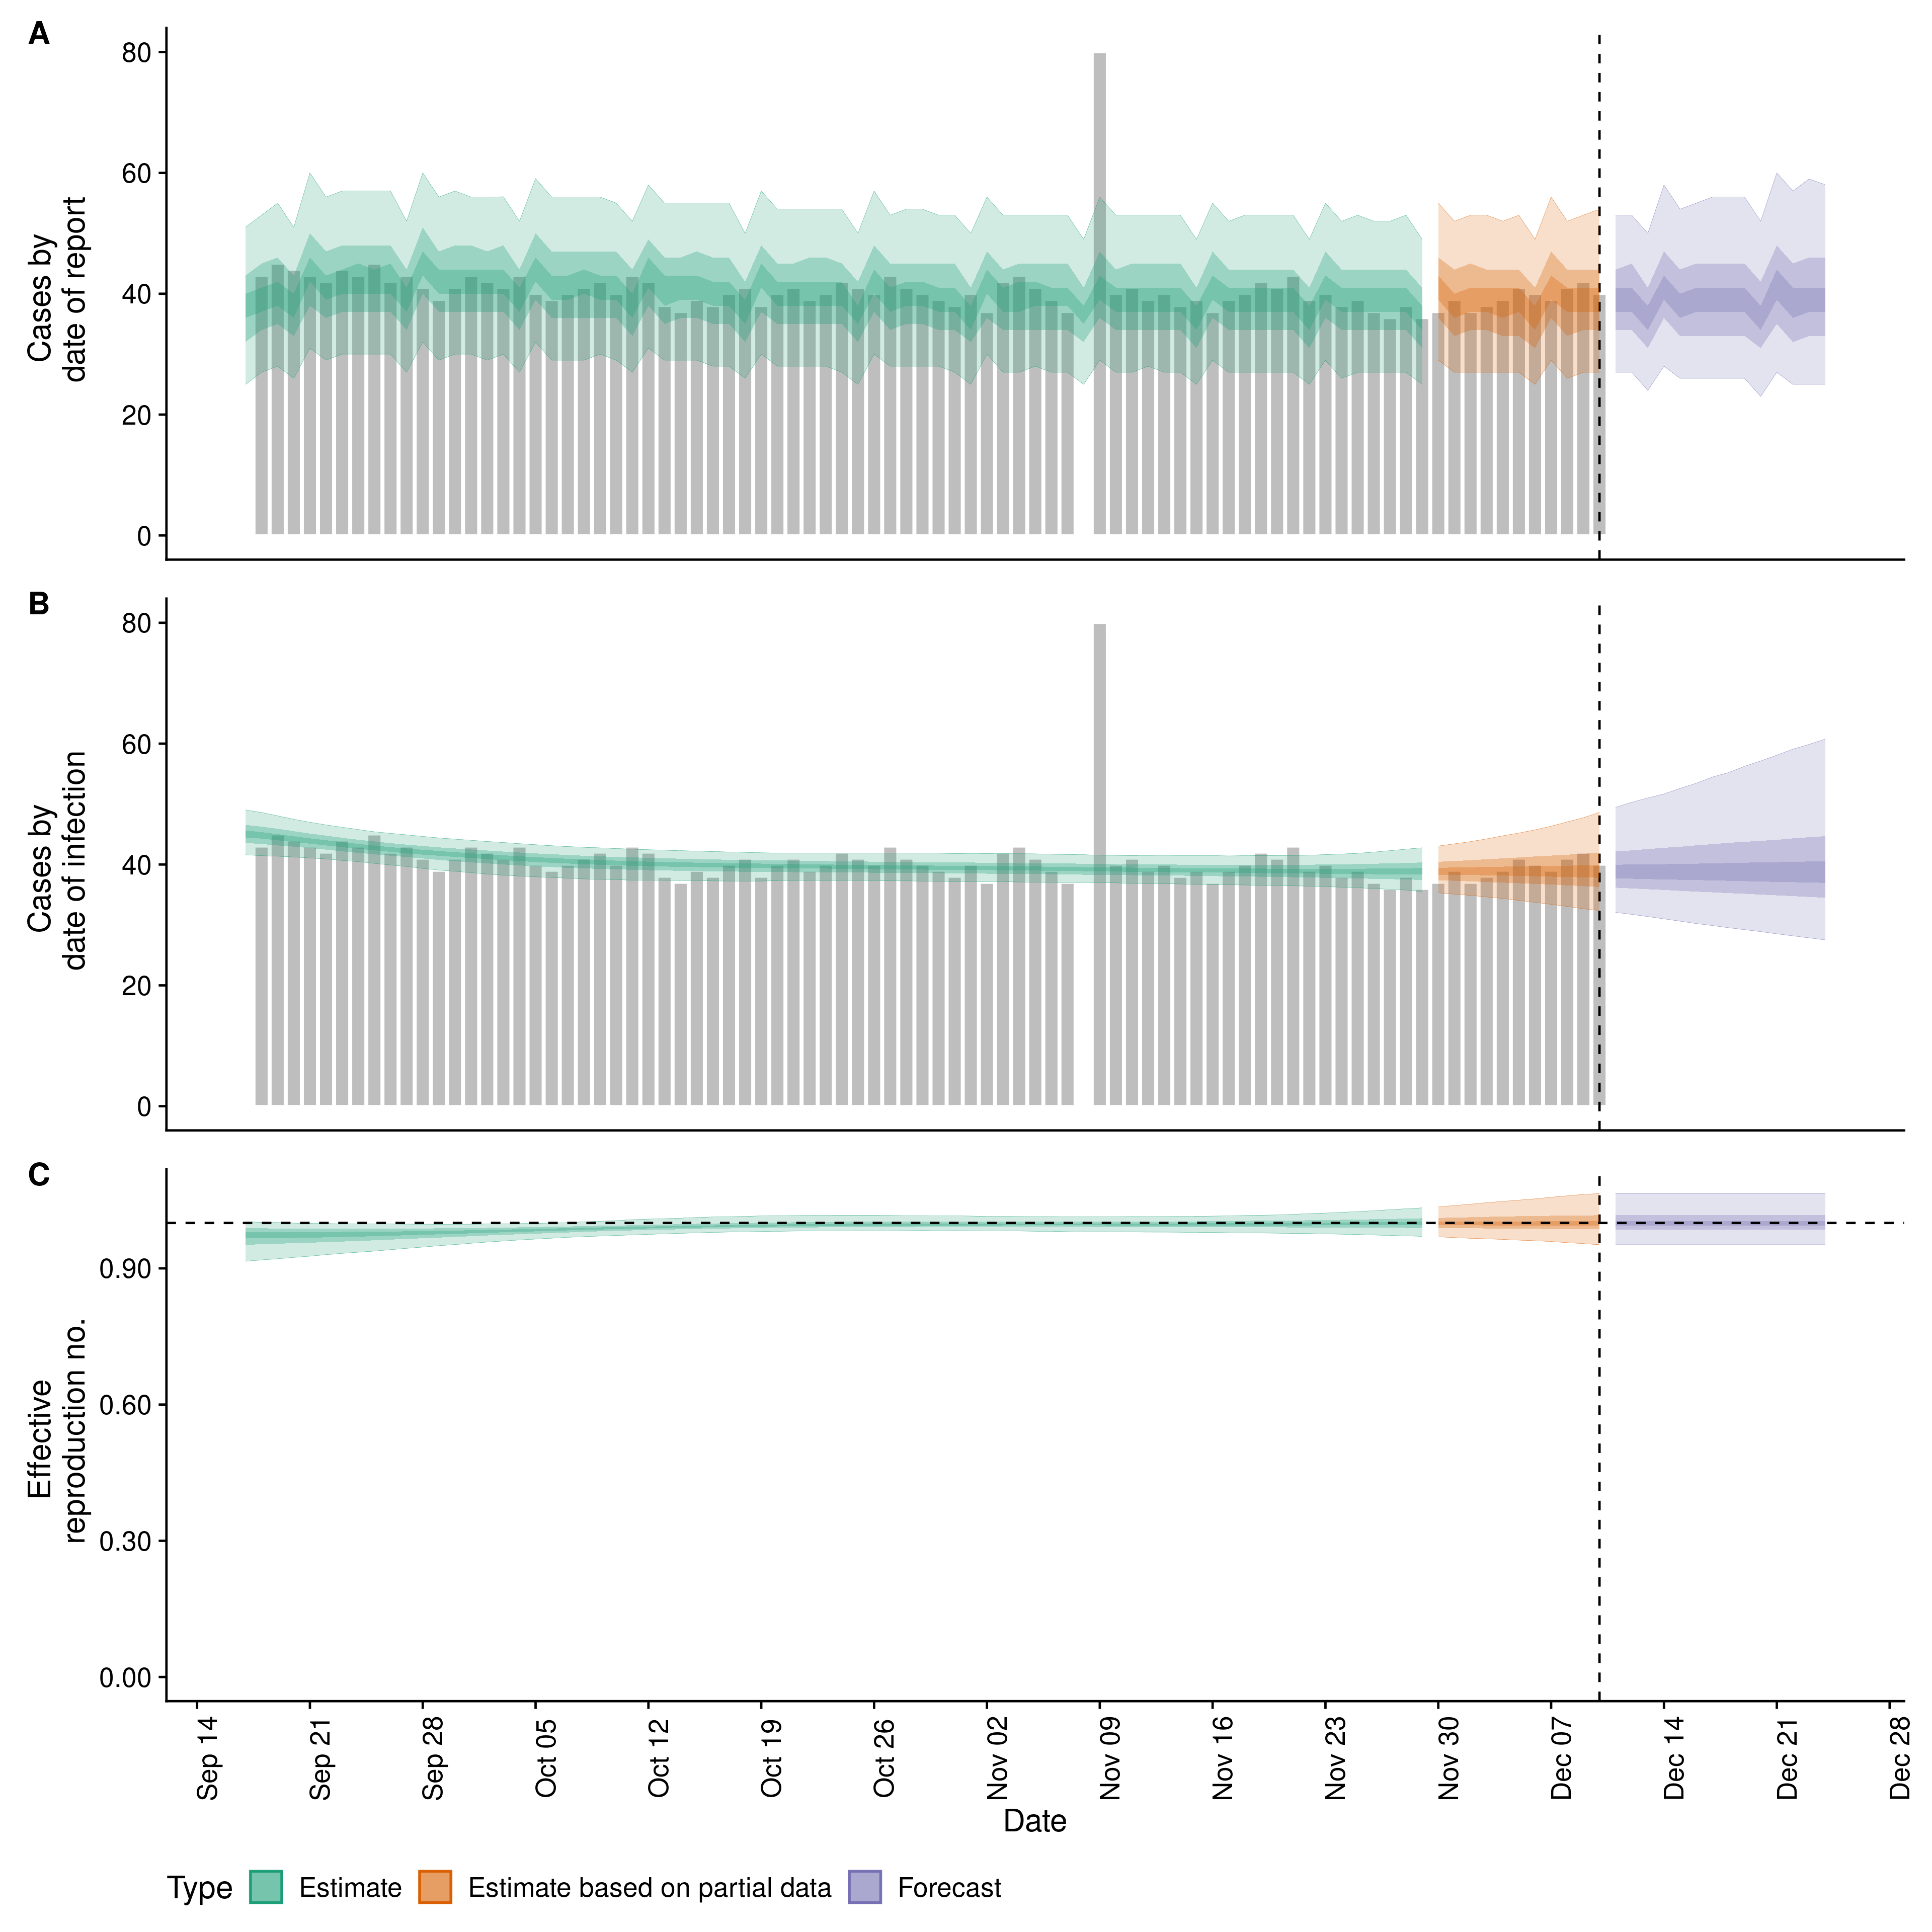 A
80
60
40
20
0
Cases by
date of report
B
80
60
40
20
0
Cases by
date of infection
C
0.90
0.60
0.30
0.00
Effective
reproduction no.
Sep 14
Sep 21
Sep 28
Oct 05
Oct 12
Oct 19
Oct 26
Nov 02
Nov 09
Nov 16
Nov 23
Nov 30
Dec 07
Dec 14
Dec 21
Dec 28
Date
Type Estimate Estimate based on partial data Forecast